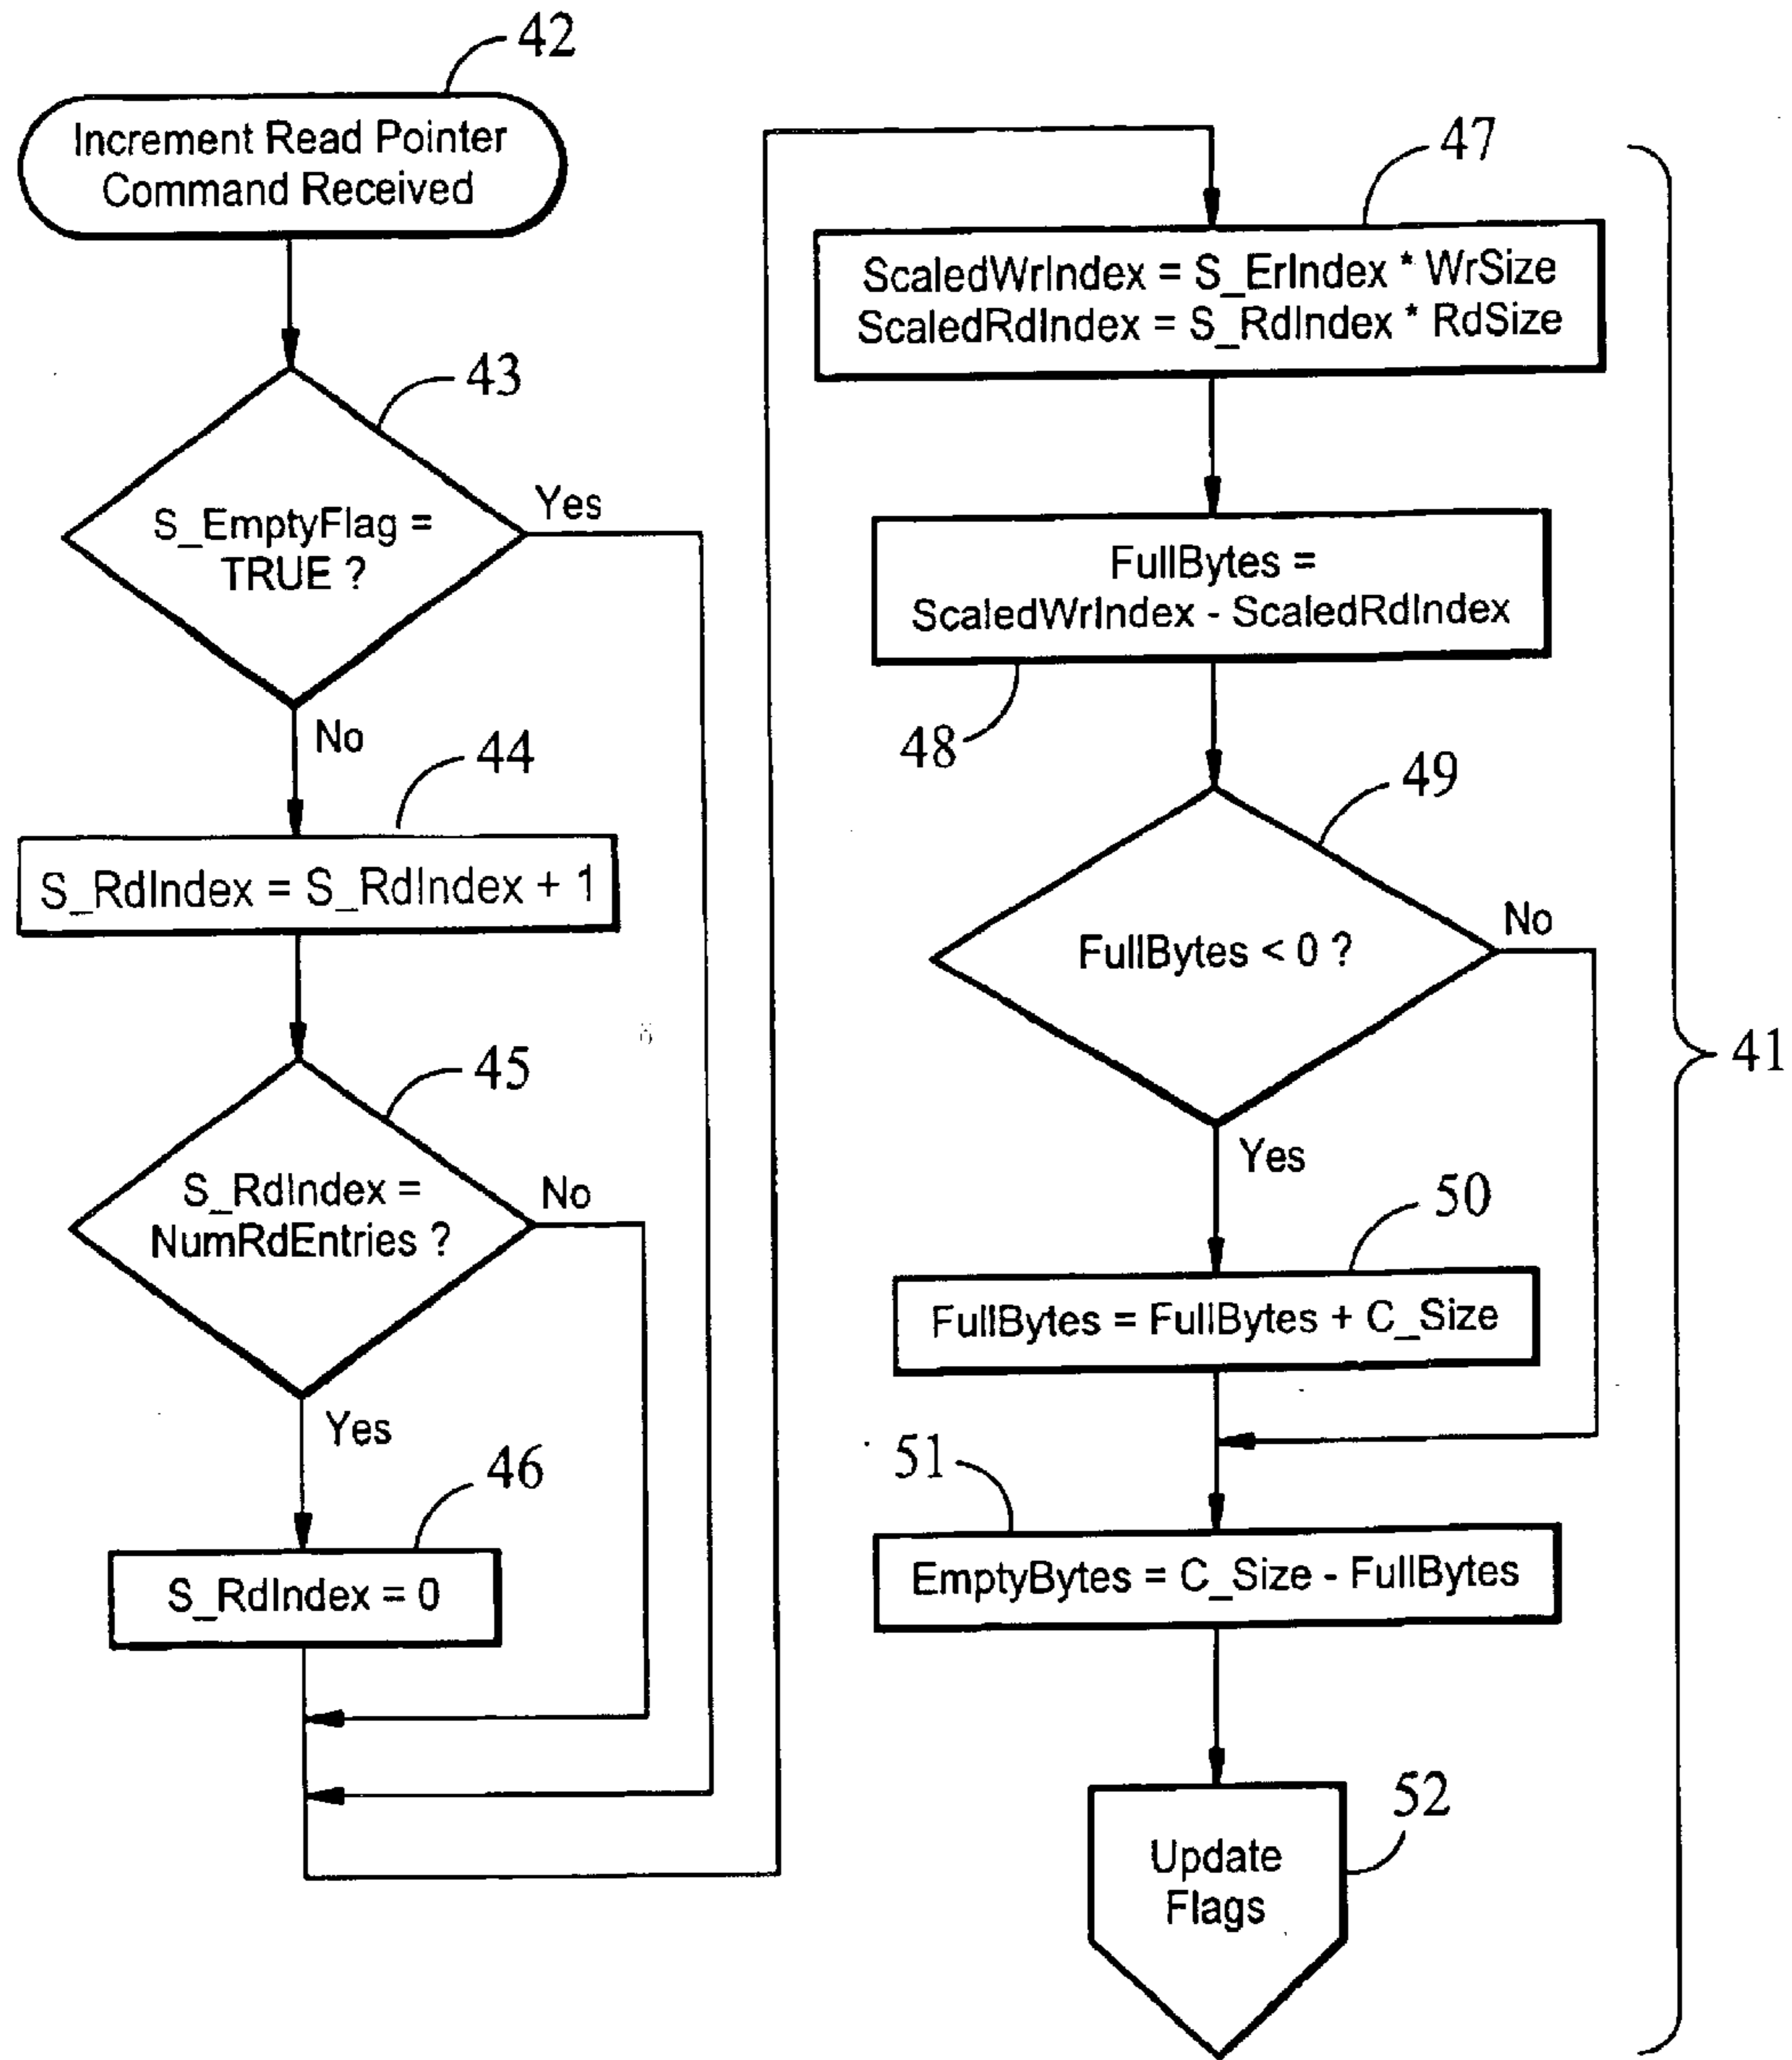 42
Increment Read Pointer
Command Received
43
S_EmptyFlag =
TRUE ?
Yes
No
44
S_RdIndex = S_RdIndex + 1
45
S_RdIndex =
NumRdEntries ?
No
Yes
46
S_RdIndex = 0
47
ScaledWrIndex = S_ErIndex * WrSize
ScaledRdIndex = S_RdIndex * RdSize
FullBytes =
ScaledWrIndex - ScaledRdIndex
48
49
FullBytes < 0 ?
No
Yes
50
FullBytes = FullBytes + C_Size
51
EmptyBytes = C_Size - FullBytes
52
Update
Flags
41